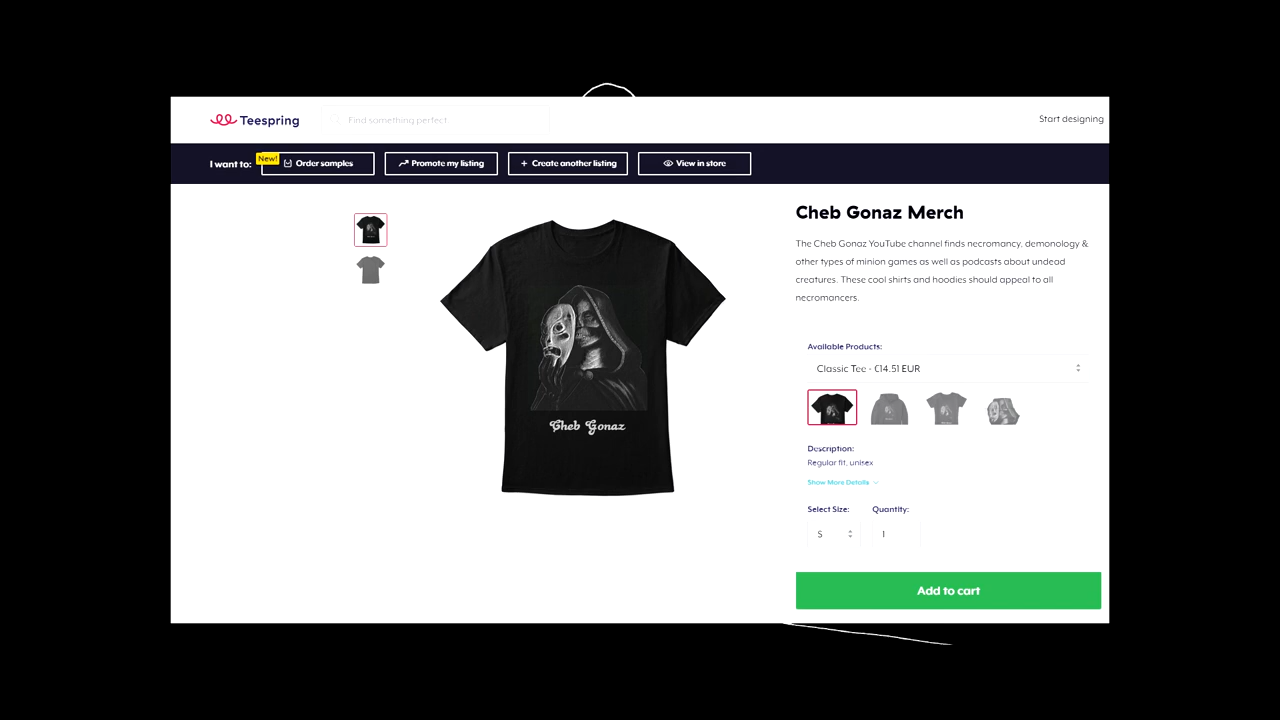 Teespring
Find something perfect
Start designing
I want to:
New!
Order samples
Promote my listing
+ Create another listing
View in store
Cheb Gonaz Merch
The Cheb Gonaz YouTube channel finds necromancy, demonology &
other types of minion games as well as podcasts about undead
creatures. These cool shirts and hoodies should appeal to all
necromancers.
Cheb Gonaz
Available Products:
Classic Tee - €14.51 EUR
Description:
Regular fit, unisex
Show More Details
Select Size:
Quantity:
S
1
Add to cart